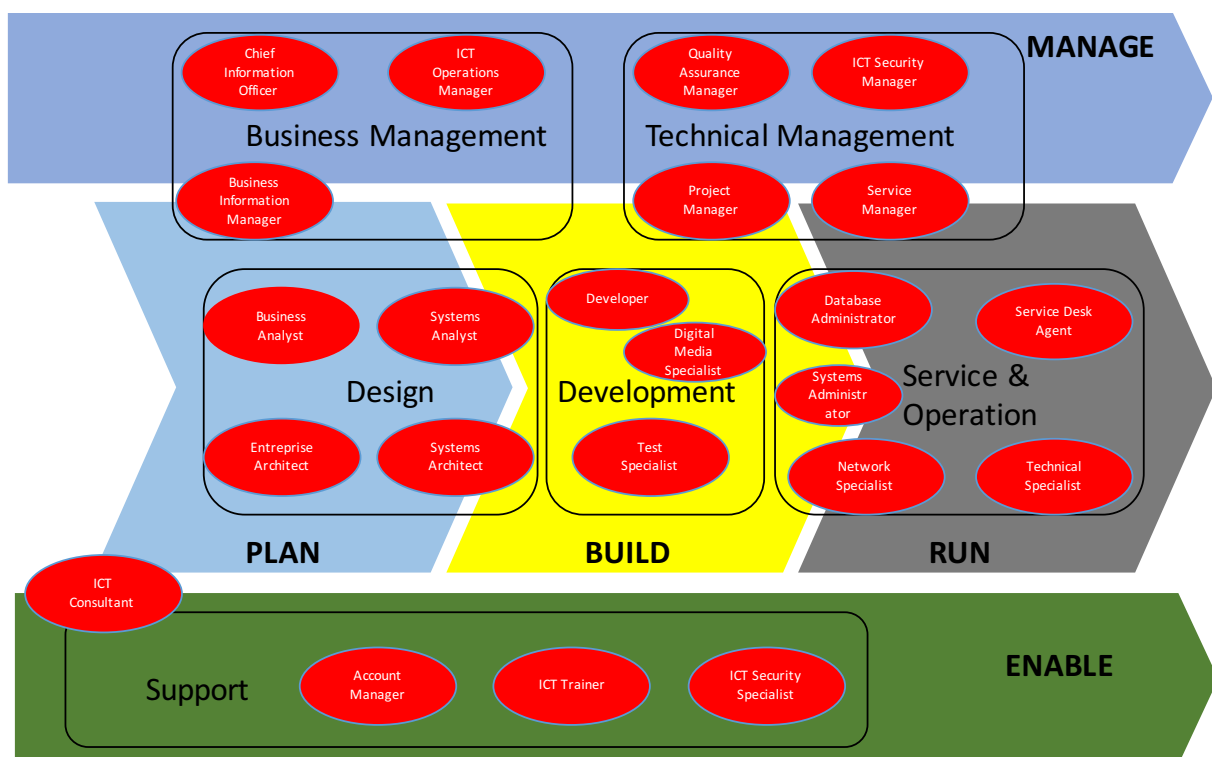 MANAGE
Chief
Information
Officer
ICT
Operations
Manager
Business Management
Business
Information
Manager
Quality
Assurance
Manager
ICT Security
Manager
Technical Management
Project
Manager
Service
Manager
Business
Analyst
Systems
Analyst
Design
Entreprise
Architect
Systems
Architect
PLAN
Developer
Digital
Media
Specialist
Development
Test
Specialist
BUILD
Database
Administrator
Service Desk
Agent
Systems
Administr
ator
Service &
Operation
Network
Specialist
Technical
Specialist
RUN
ICT
Consultant
Support
Account
Manager
ICT Trainer
ICT Security
Specialist
ENABLE